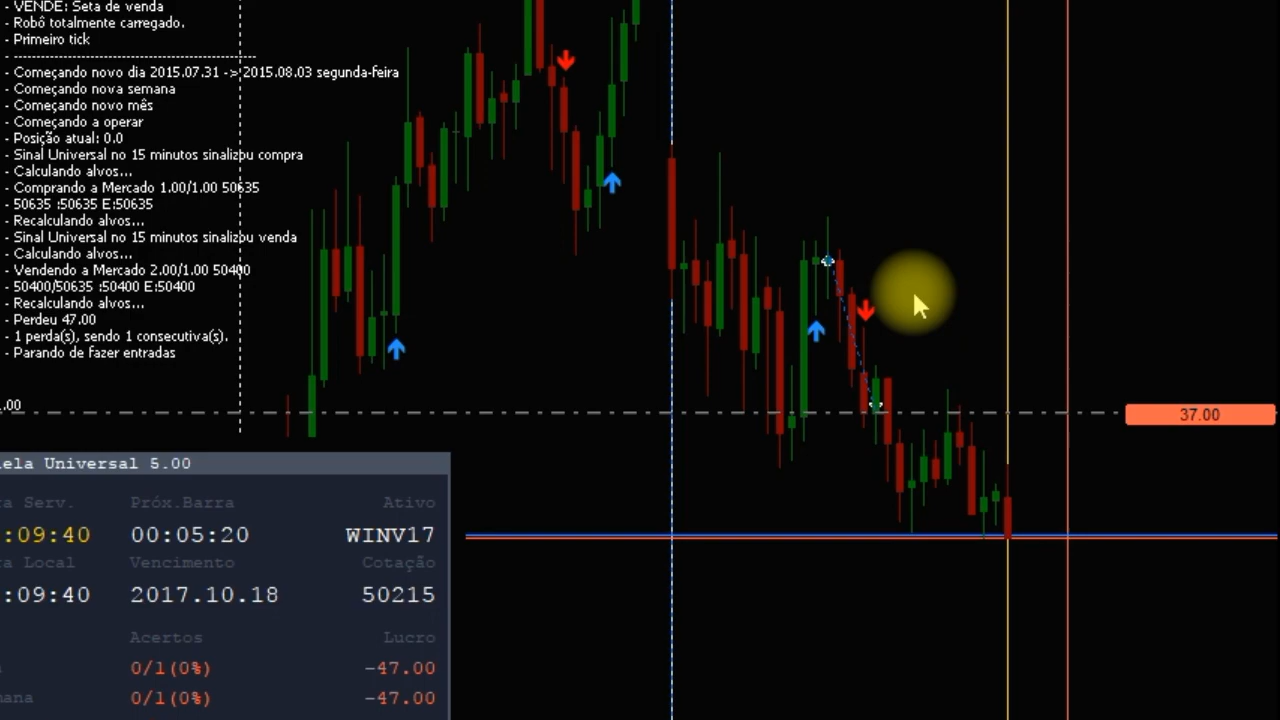 - VENDE: Seta de venda
- Robô totalmente carregado.
- Primeiro tick
- Começando novo dia 2015.07.31 -> 2015.08.03 segunda-feira
- Começando nova semana
- Começando novo mês
- Começando a operar
- Posição atual: 0.0
- Sinal Universal no 15 minutos sinalizou compra
- Calculando alvos...
- Comprando a Mercado 1.00/1.00 50635
- 50635 :50635 E:50635
- Recalculando alvos...
- Sinal Universal no 15 minutos sinalizou venda
- Calculando alvos...
- Vendendo a Mercado 2.00/1.00 50400
- 50400/50635 :50400 E:50400
- Recalculando alvos...
- Perdeu 47.00
- 1 perda(s), sendo 1 consecutiva(s).
- Parando de fazer entradas
.00
37.00
ela Universal 5.00
a Serv. Próx.Barra Ativo
:09:40 00:05:20 WINV17
a Local Vencimento Cotação
:09:40 2017.10.18 50215
Acertos Lucro
0/1(0%) -47.00
mana 0/1(0%) -47.00